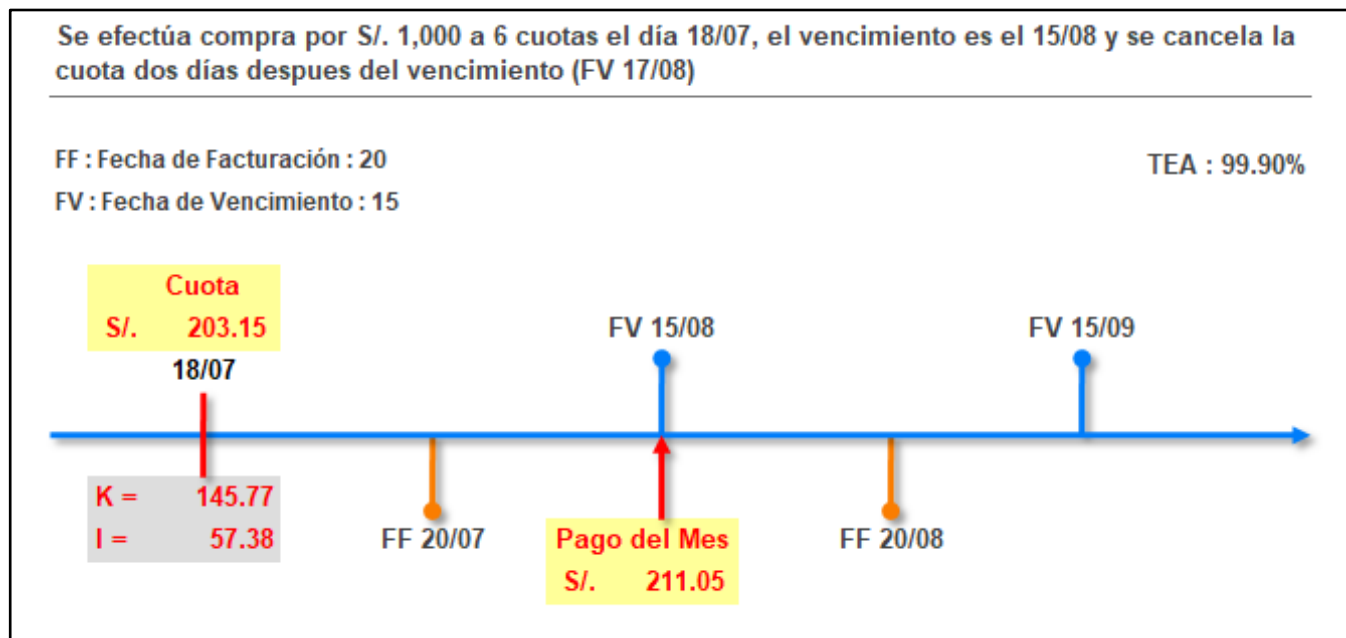 Se efectúa compra por S/. 1,000 a 6 cuotas el día 18/07, el vencimiento es el 15/08 y se cancela la
cuota dos días despues del vencimiento (FV 17/08)
FF : Fecha de Facturación : 20
TEA : 99.90%
FV : Fecha de Vencimiento : 15
Cuota
S/. 203.15
18/07
FV 15/08
FV 15/09
K = 145.77
I = 57.38
FF 20/07
Pago del Mes
S/. 211.05
FF 20/08